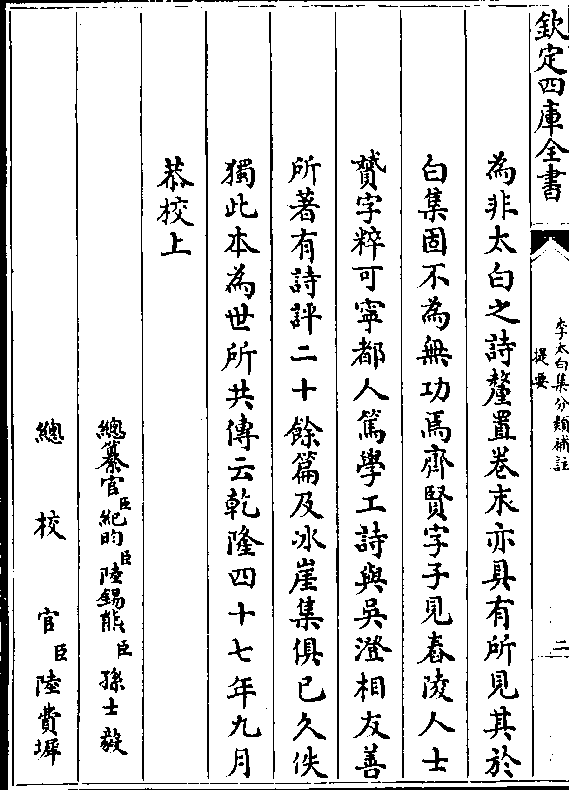 欽定四庫全書
李太白集分類補註
提要
二
為非太白之詩釐置卷末亦具有所見其於
白集固不為無功焉齊賢字子見舂陵人士
贇字粹可寧都人篤學工詩與吳澄相友善
所著有詩評二十餘篇及冰崖集俱已久佚
獨此本為世所共傳云乾隆四十七年九月
恭校上
總纂官臣紀昀臣陸錫熊臣孫士毅
總校官臣陸費墀